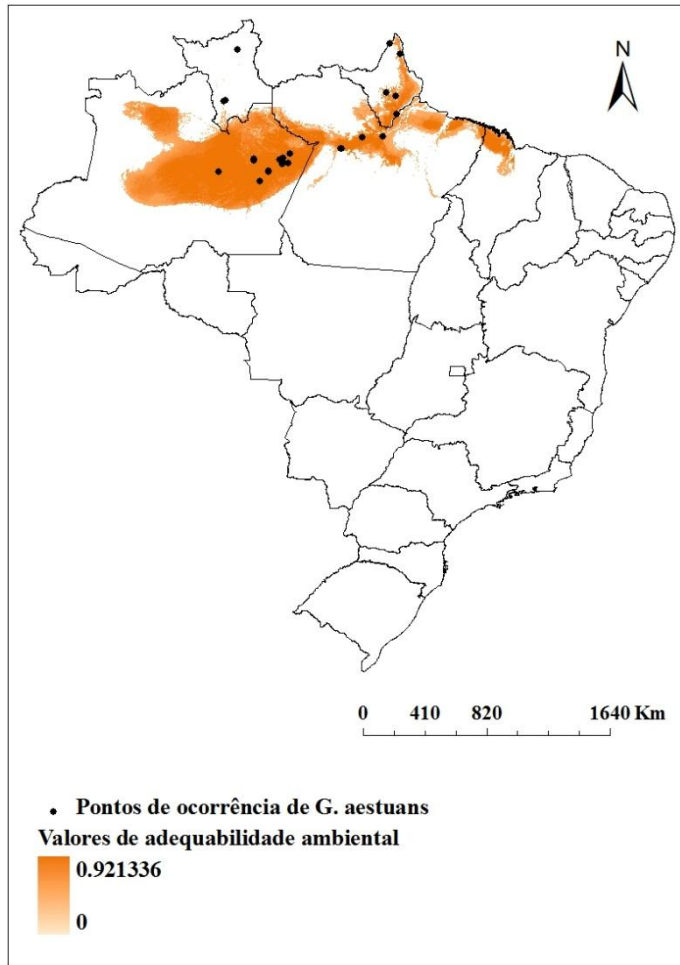 N
0 410 820 1640 Km
Pontos de ocorrência de G. aestuans
Valores de adequabilidade ambiental
0.921336
0